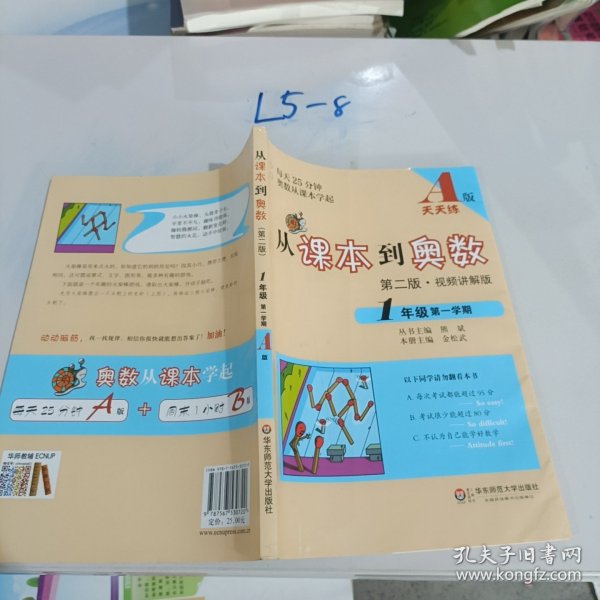 L5-8
每天25分钟
奥数从课本学起
A版
天天练
从课本到奥数
第二版·视频讲解版
1年级 第一学期
丛书主编 熊 斌
本册主编 金松武
以下同学请勿翻看本书
A. 每次考试都能超过95分
—— So easy!
B. 考试很少能超过80分
—— So difficult!
C. 不认为自己能学好数学
—— Attitude first!
华东师范大学出版社
从课本到奥数
(第二版)
1年级
第一学期
A版
华东师范大学出版社
动动脑筋,找一找规律,相信你很快就能想出答案了!加油!
奥数从课本学起
每天25分钟 A版 + 周末1小时 B版
华师教辅 ECNUP
定价:25.00元
www.ecnupress.com.cn
孔夫子旧书网
www.kongfz.com